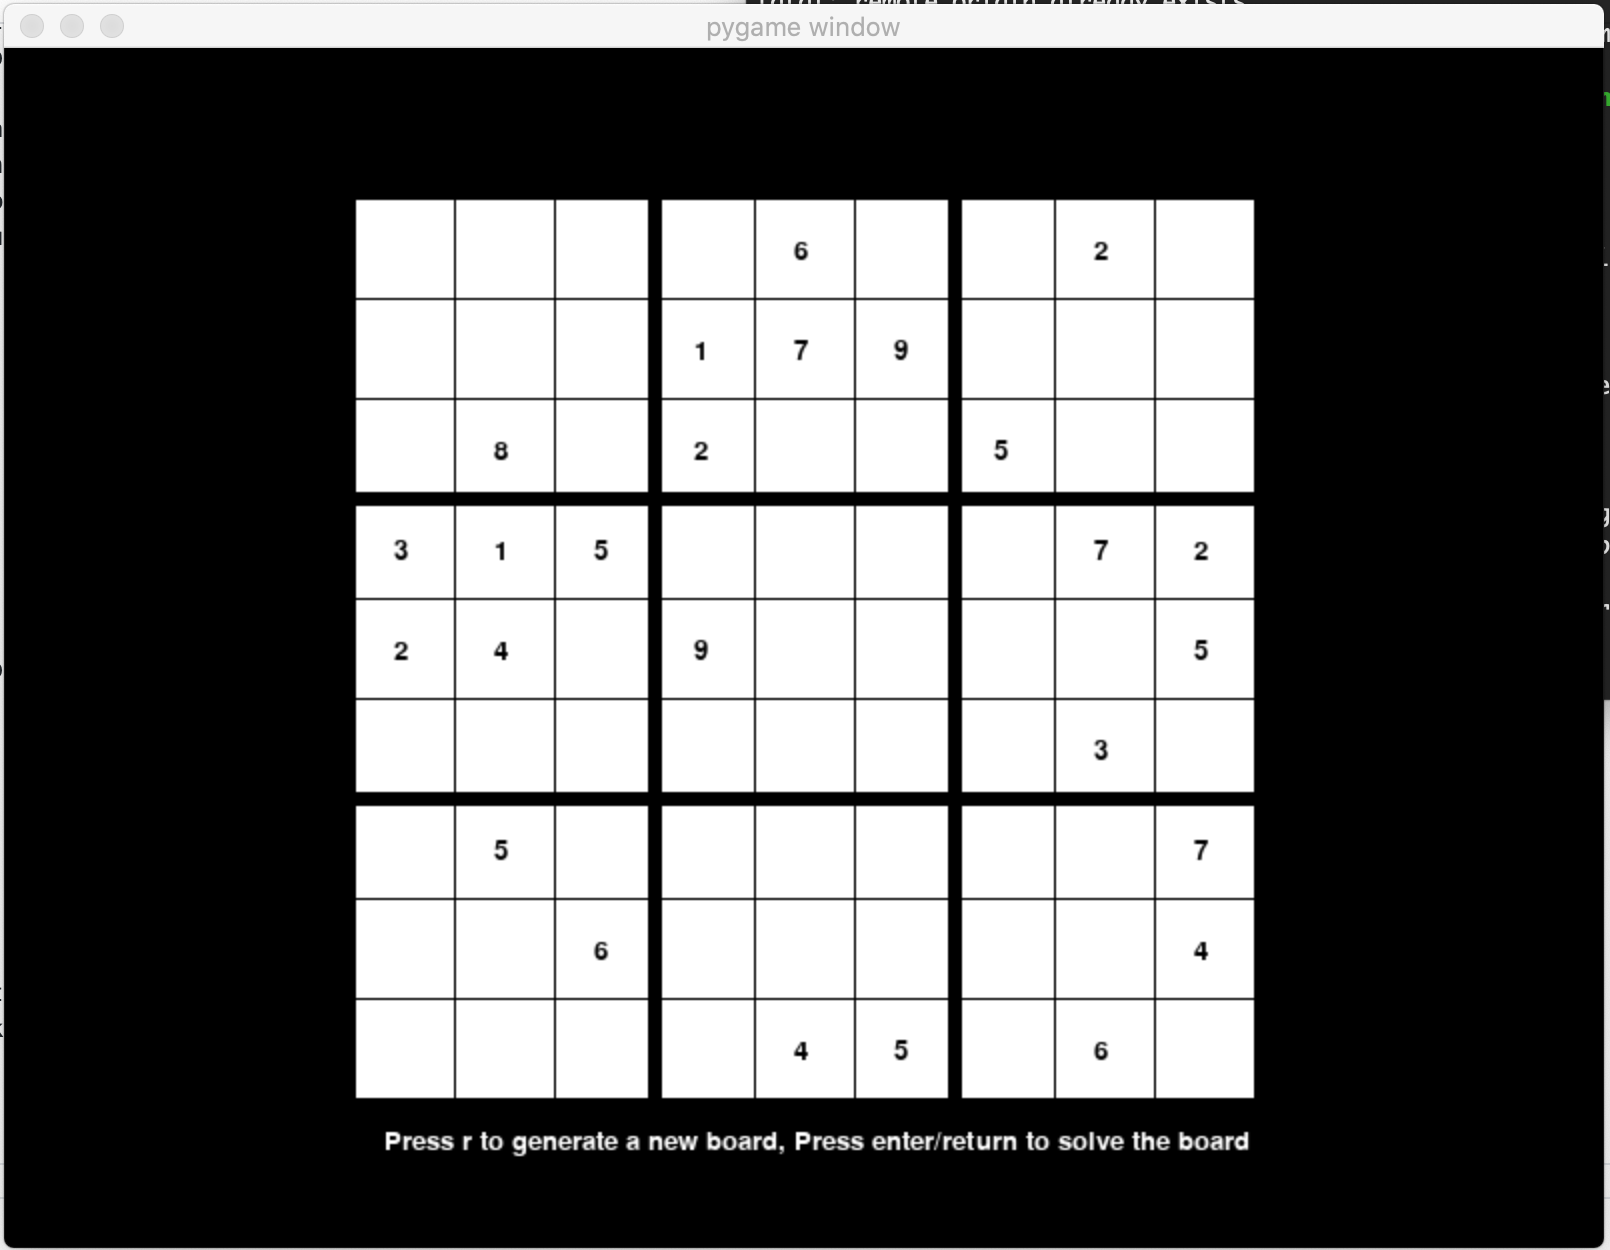 pygame window
6 2
1 7 9
8 2 5
3 1 5 7 2
2 4 9 5
3
5 7
6 4
4 5 6
Press r to generate a new board, Press enter/return to solve the board